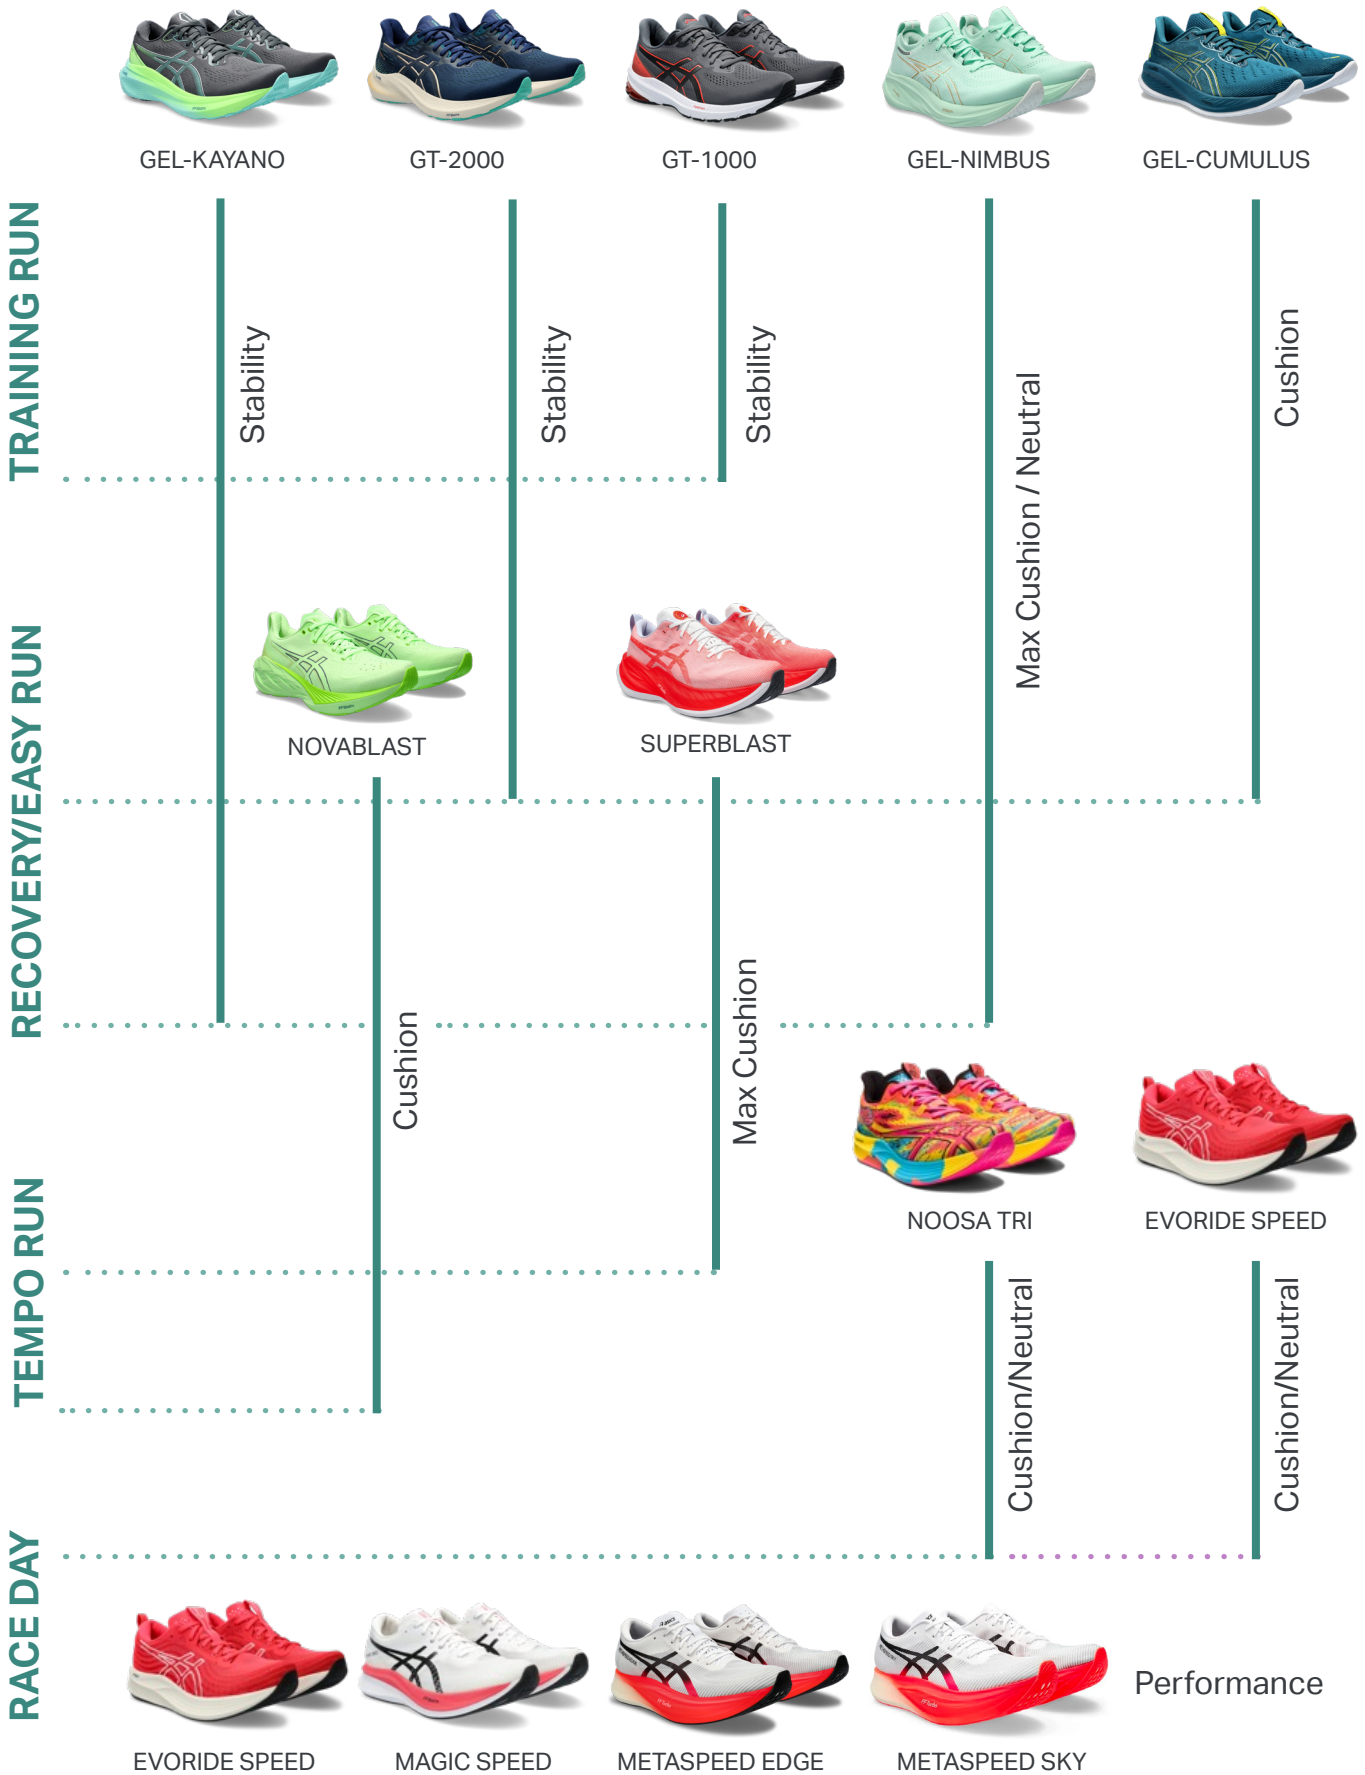 GEL-KAYANO
GT-2000
GT-1000
GEL-NIMBUS
GEL-CUMULUS
TRAINING RUN
Stability
Stability
Stability
Max Cushion / Neutral
Cushion
RECOVERY/EASY RUN
NOVABLAST
SUPERBLAST
Cushion
Max Cushion
NOOSA TRI
EVORIDE SPEED
TEMPO RUN
Cushion/Neutral
Cushion/Neutral
RACE DAY
Performance
EVORIDE SPEED
MAGIC SPEED
METASPEED EDGE
METASPEED SKY